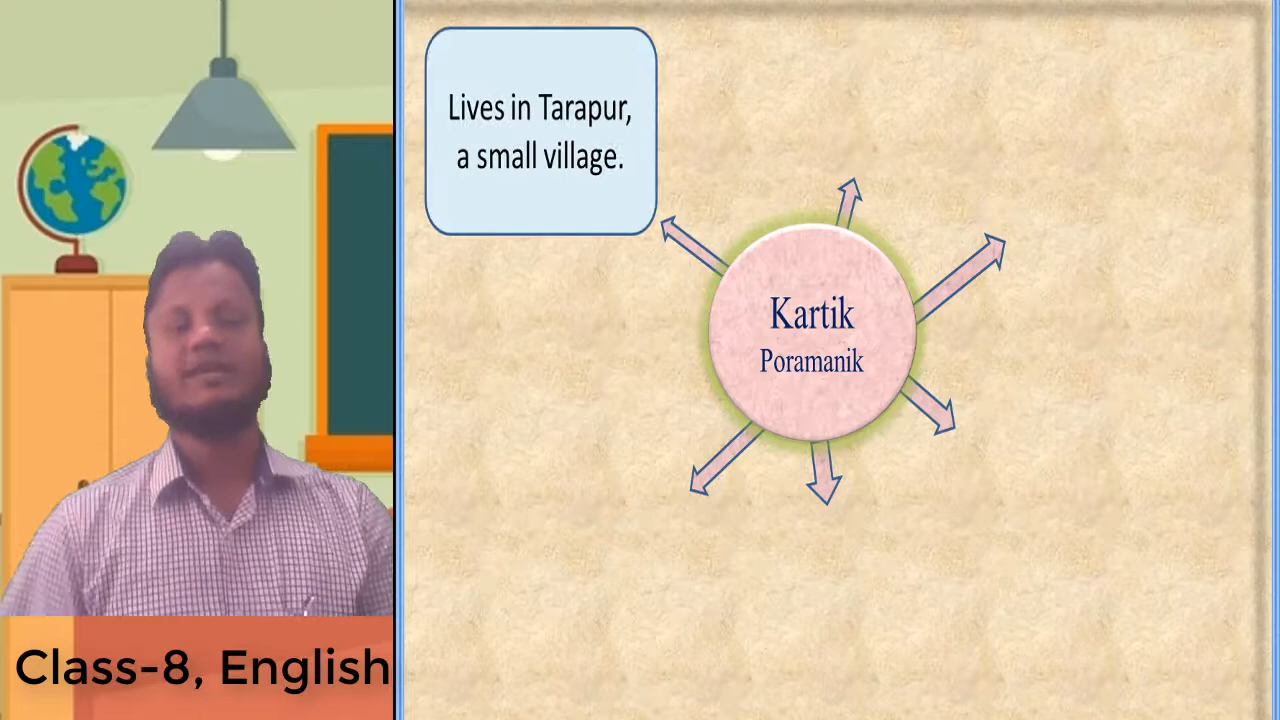 Lives in Tarapur,
a small village.
Kartik
Poramanik
Class-8, English